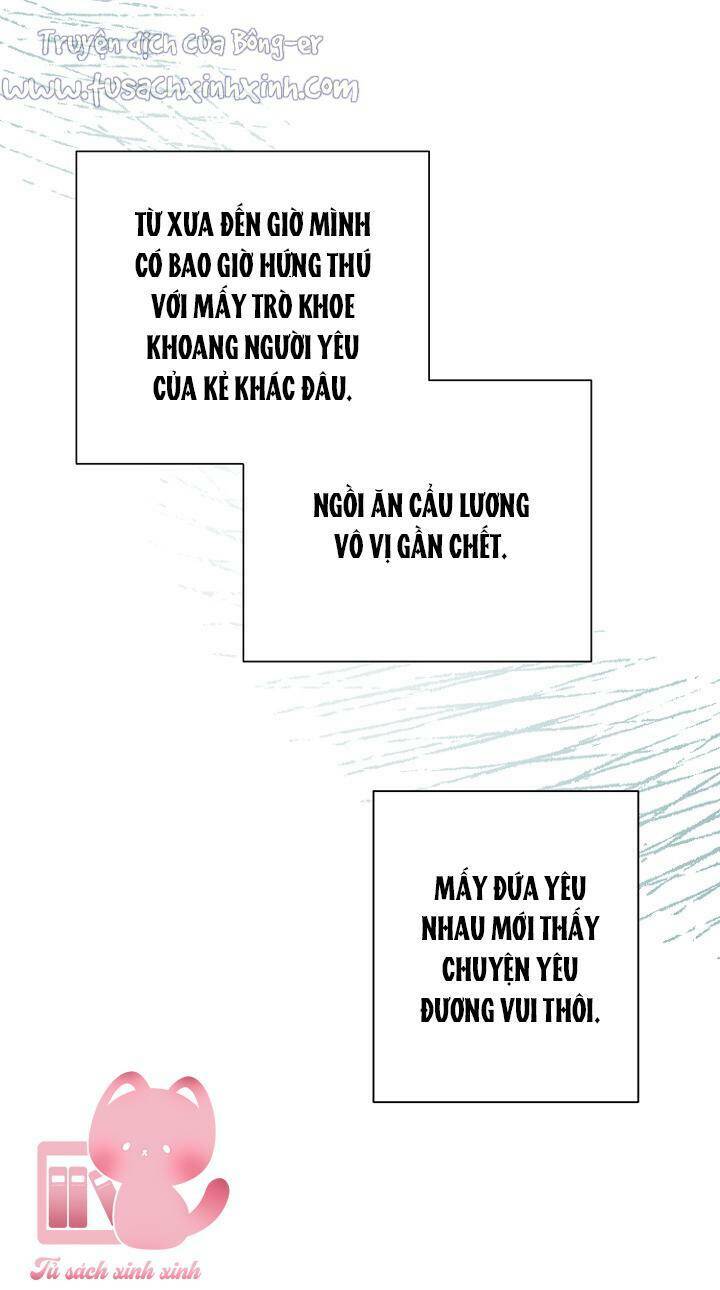 Truyện dịch của Bông-er
www.tusachxinhxinh.com
TỪ XƯA ĐẾN GIỜ MÌNH
CÓ BAO GIỜ HỨNG THÚ
VỚI MẤY TRÒ KHOE
KHOANG NGƯỜI YÊU
CỦA KẺ KHÁC ĐÂU.
NGỒI ĂN CẨU LƯƠNG
VÔ VỊ GẦN CHẾT.
MẤY ĐỨA YÊU
NHAU MỚI THẤY
CHUYỆN YÊU
ĐƯƠNG VUI THÔI.
Tủ sách xinh xinh